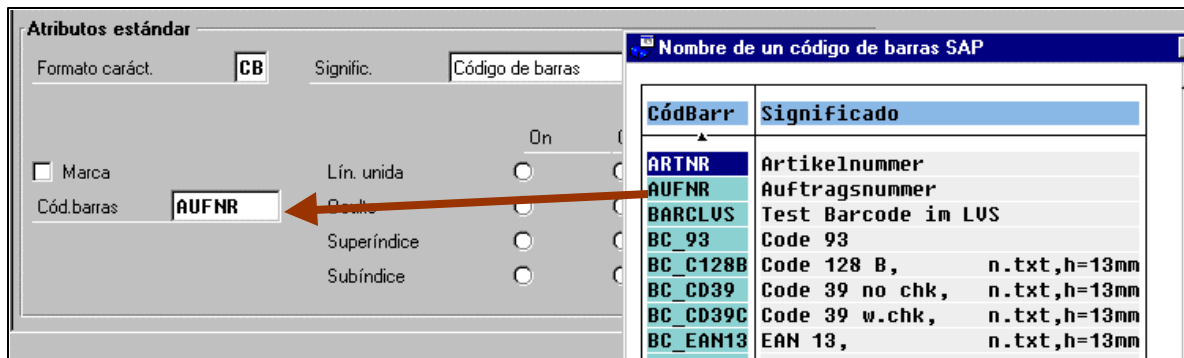 Atributos estándar
Formato caráct. CB Signific. Código de barras
On
Marca Lín. unida
Cód.barras AUFNR
Superíndice
Subíndice
Nombre de un código de barras SAP
CódBarr Significado
ARTNR Artikelnummer
AUFNR Auftragsnummer
BARCLVS Test Barcode im LVS
BC_93 Code 93
BC_C128B Code 128 B, n.txt,h=13mm
BC_CD39 Code 39 no chk, n.txt,h=13mm
BC_CD39C Code 39 w.chk, n.txt,h=13mm
BC_EAN13 EAN 13, n.txt,h=13mm